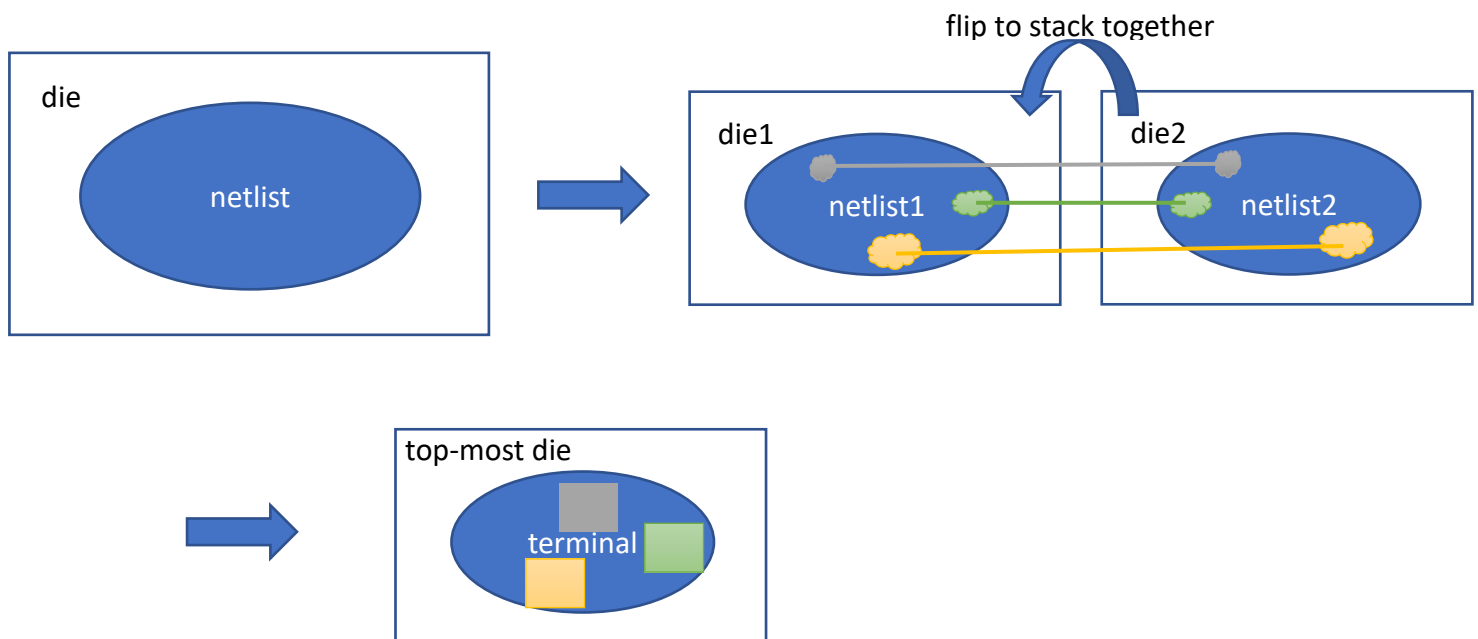 flip to stack together
die
netlist
die1
netlist1
die2
netlist2
top-most die
terminal